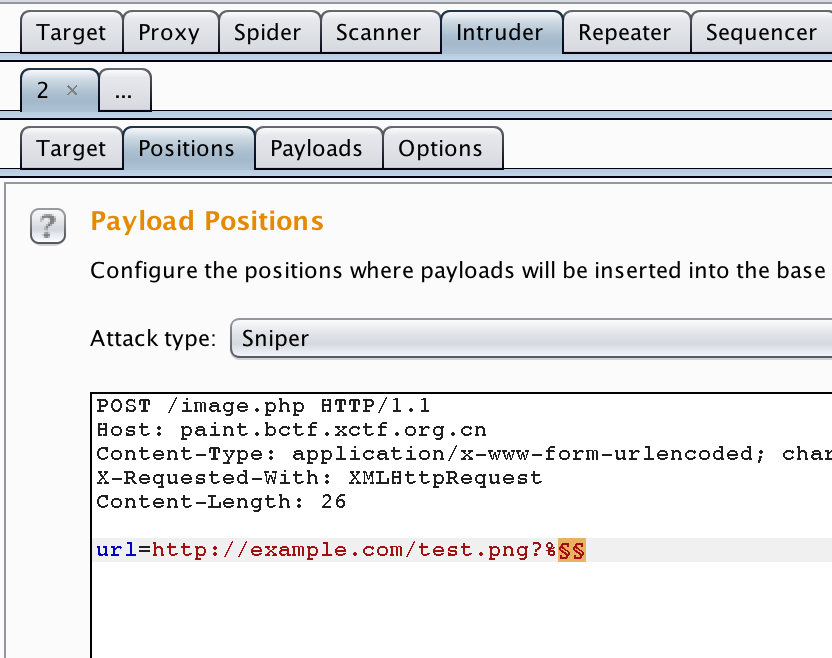 Target Proxy Spider Scanner Intruder Repeater Sequencer
2 × ...
Target Positions Payloads Options
?
Payload Positions
Configure the positions where payloads will be inserted into the base
Attack type: Sniper
POST /image.php HTTP/1.1
Host: paint.bctf.xctf.org.cn
Content-Type: application/x-www-form-urlencoded; char
X-Requested-With: XMLHttpRequest
Content-Length: 26
url=http://example.com/test.png?%§§